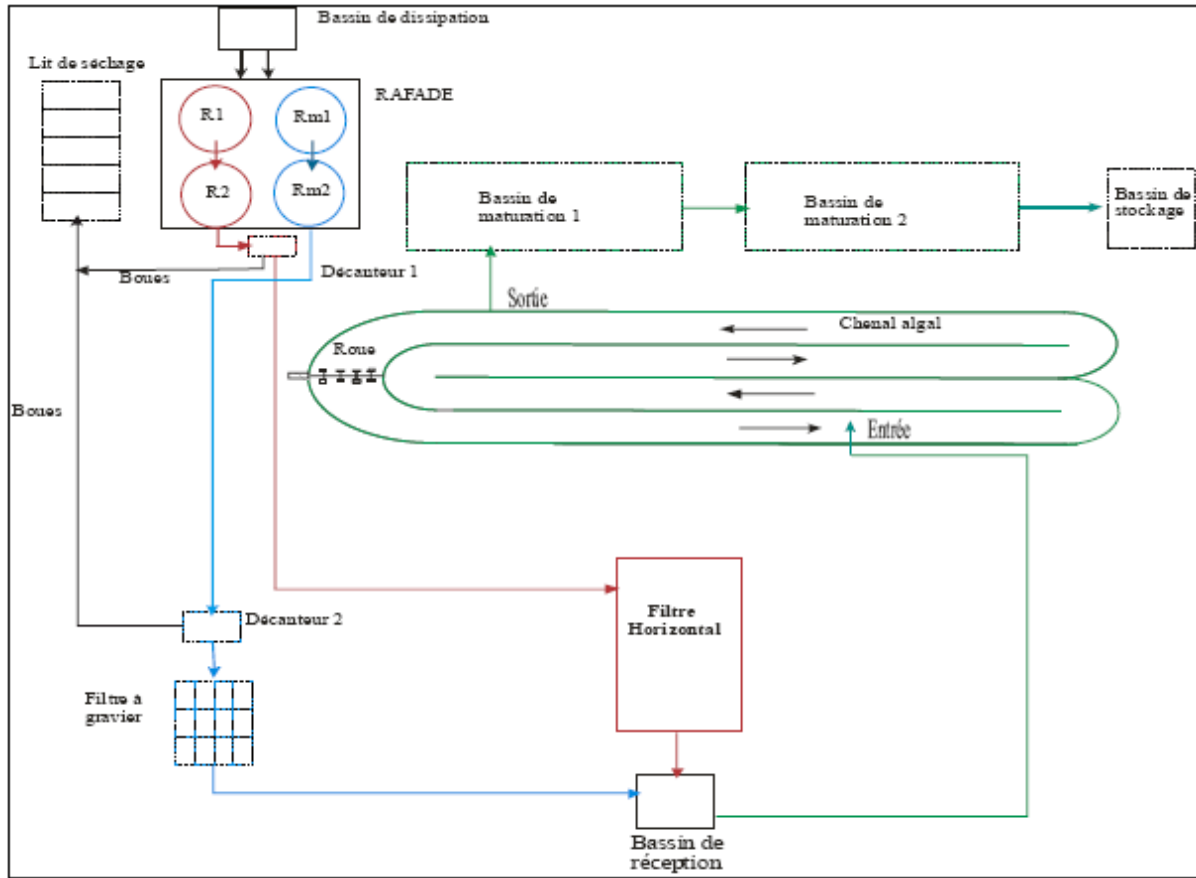 Bassin de dissipation
Lit de séchage
RAFADE
R1
Rm1
R2
Rm2
Bassin de
maturation 1
Bassin de
maturation 2
Bassin de
stockage
Boues
Décanteur 1
Sortie
Chenal algal
Roue
Boues
Entrée
Décanteur 2
Filtre
Horizontal
Filtre à
gravier
Bassin de
réception